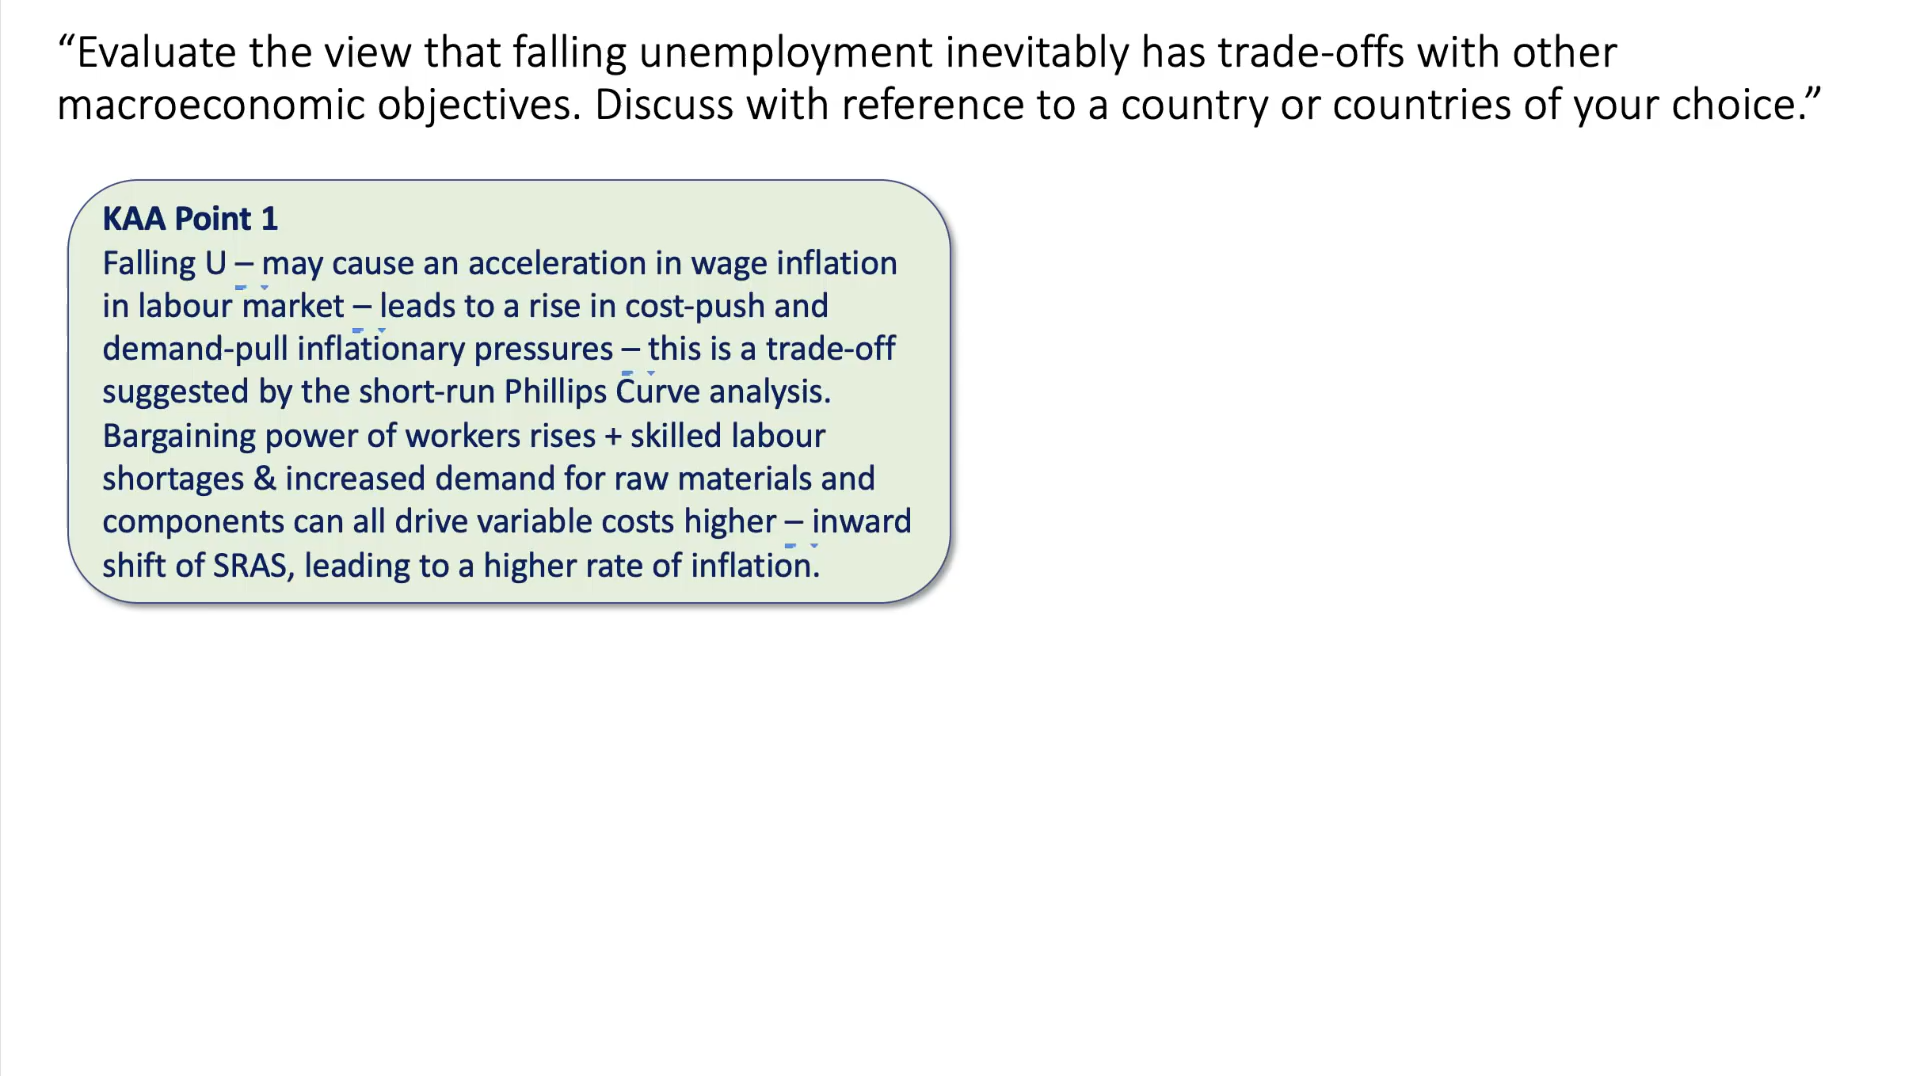 “Evaluate the view that falling unemployment inevitably has trade-offs with other
macroeconomic objectives. Discuss with reference to a country or countries of your choice.”
KAA Point 1
Falling U – may cause an acceleration in wage inflation
in labour market – leads to a rise in cost-push and
demand-pull inflationary pressures – this is a trade-off
suggested by the short-run Phillips Curve analysis.
Bargaining power of workers rises + skilled labour
shortages & increased demand for raw materials and
components can all drive variable costs higher – inward
shift of SRAS, leading to a higher rate of inflation.